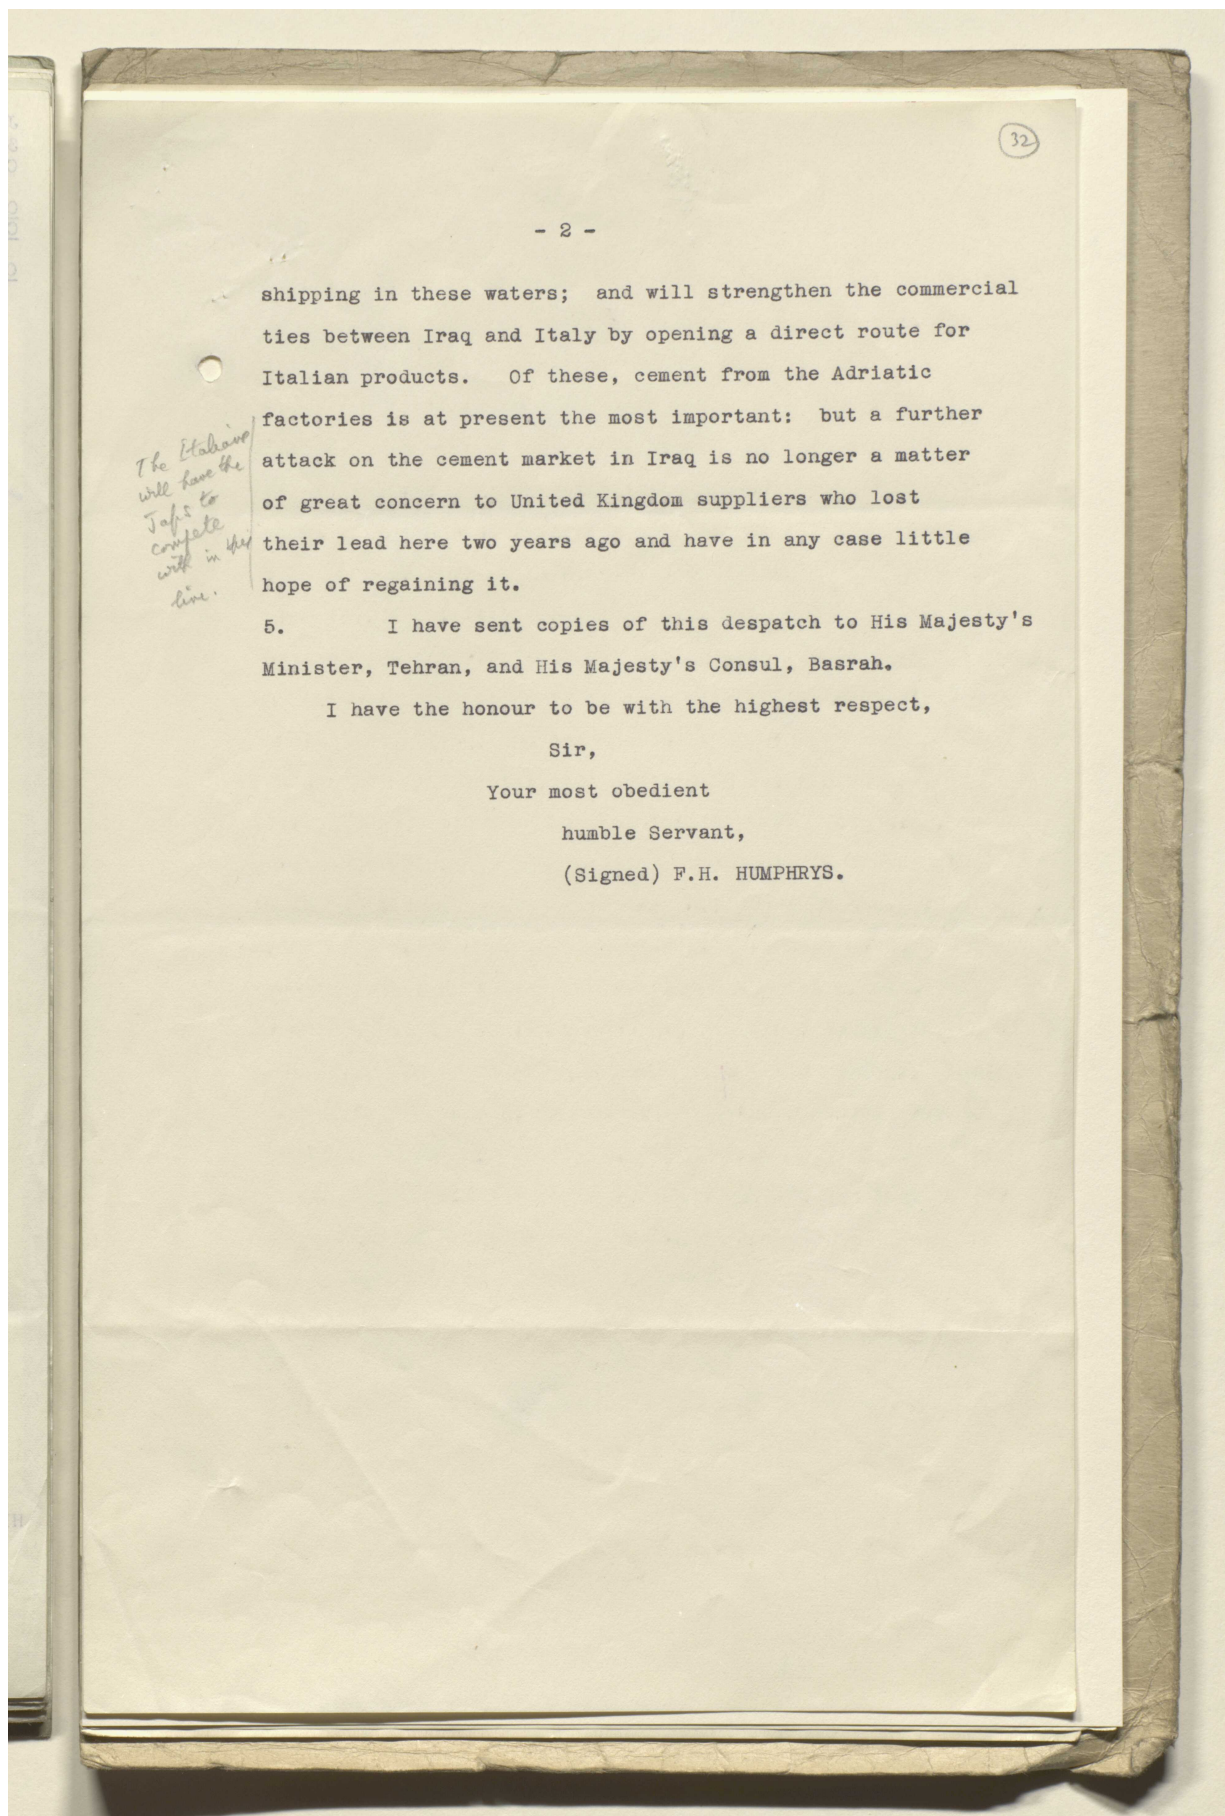 32
- 2 -
shipping in these waters; and will strengthen the commercial
ties between Iraq and Italy by opening a direct route for
Italian products. Of these, cement from the Adriatic
factories is at present the most important: but a further
attack on the cement market in Iraq is no longer a matter
of great concern to United Kingdom suppliers who lost
their lead here two years ago and have in any case little
hope of regaining it.
The Italians
will have the
Japs to
compete
with in this
line.
5. I have sent copies of this despatch to His Majesty's
Minister, Tehran, and His Majesty's Consul, Basrah.
I have the honour to be with the highest respect,
Sir,
Your most obedient
humble Servant,
(Signed) F.H. HUMPHRYS.